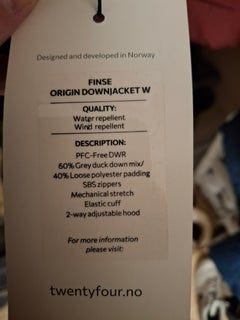 Designed and developed in Norway
FINSE
ORIGIN DOWNJACKET W
QUALITY:
Water repellent
Wind repellent
DESCRIPTION:
PFC-Free DWR
60% Grey duck down mix/
40% Loose polyester padding
SBS zippers
Mechanical stretch
Elastic cuff
2-way adjustable hood
For more information
please visit:
twentyfour.no